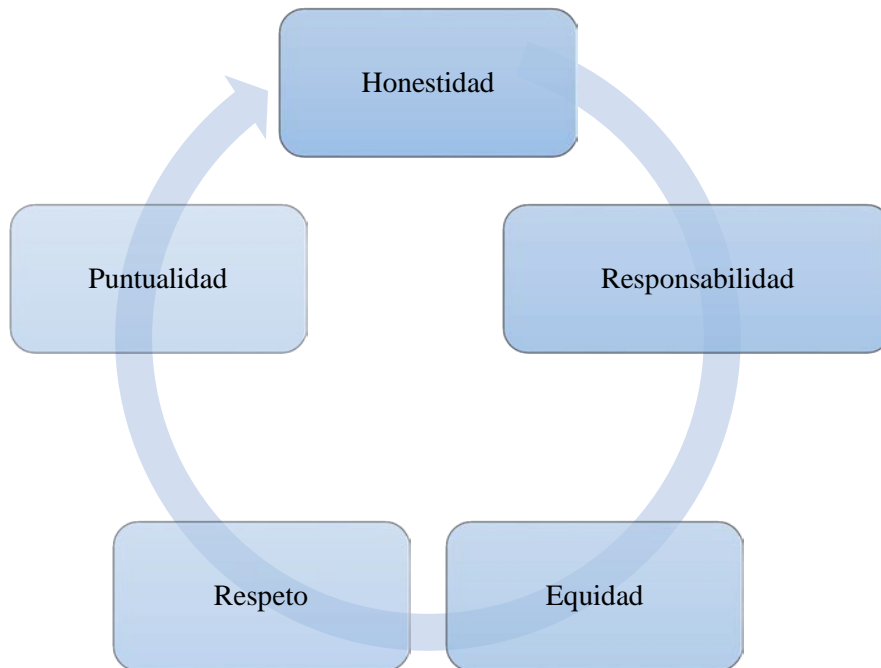 Honestidad
Responsabilidad
Equidad
Respeto
Puntualidad